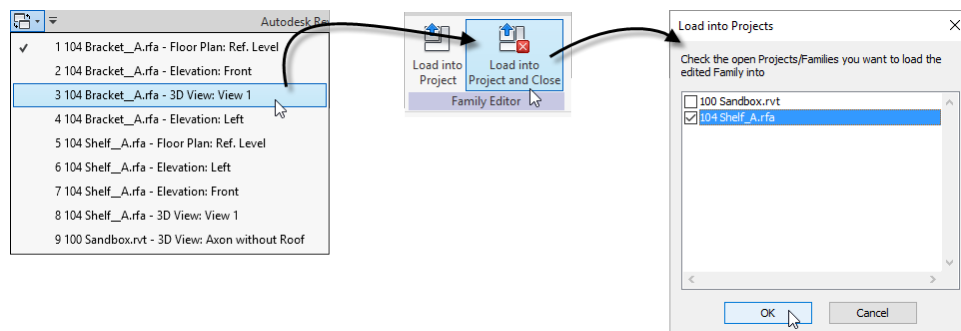 Autodesk Re
✓ 1 104 Bracket__A.rfa - Floor Plan: Ref. Level
2 104 Bracket__A.rfa - Elevation: Front
3 104 Bracket__A.rfa - 3D View: View 1
4 104 Bracket__A.rfa - Elevation: Left
5 104 Shelf__A.rfa - Floor Plan: Ref. Level
6 104 Shelf__A.rfa - Elevation: Left
7 104 Shelf__A.rfa - Elevation: Front
8 104 Shelf__A.rfa - 3D View: View 1
9 100 Sandbox.rvt - 3D View: Axon without Roof
Load into
Project
Load into
Project and Close
Family Editor
Load into Projects
Check the open Projects/Families you want to load the
edited Family into
100 Sandbox.rvt
104 Shelf_A.rfa
OK
Cancel